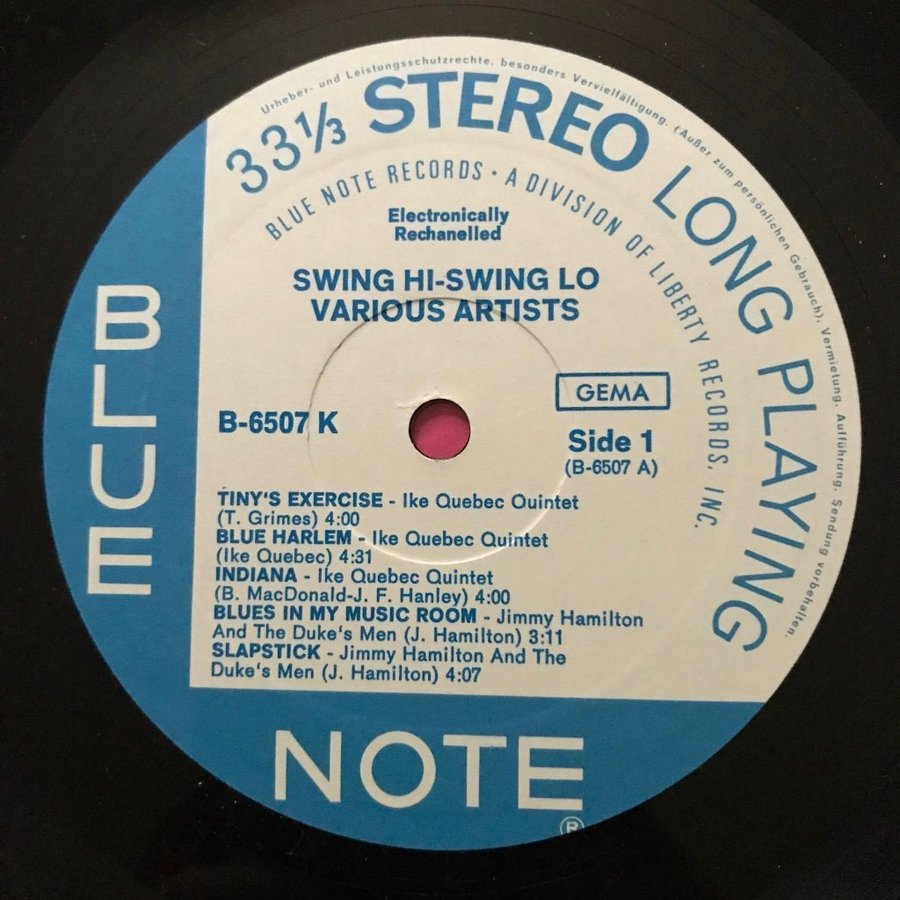 Urheber- und Leistungsschutzrechte, besonders Vervielfältigung, (Außer zum persönlichen Gebrauch), Vermietung, Aufführung, Sendung vorbehalten.
33⅓ STEREO LONG PLAYING
BLUE NOTE RECORDS · A DIVISION OF LIBERTY RECORDS, INC.
Electronically
Rechanelled
SWING HI-SWING LO
VARIOUS ARTISTS
GEMA
B-6507 K
Side 1
(B-6507 A)
TINY'S EXERCISE - Ike Quebec Quintet
(T. Grimes) 4:00
BLUE HARLEM - Ike Quebec Quintet
(Ike Quebec) 4:31
INDIANA - Ike Quebec Quintet
(B. MacDonald-J. F. Hanley) 4:00
BLUES IN MY MUSIC ROOM - Jimmy Hamilton
And The Duke's Men (J. Hamilton) 3:11
SLAPSTICK - Jimmy Hamilton And The
Duke's Men (J. Hamilton) 4:07
BLUE
NOTE
®